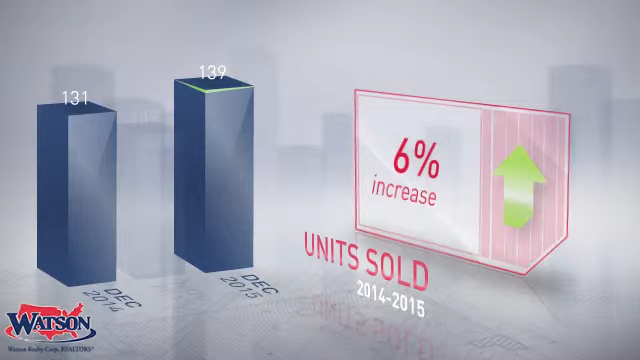 131
139
6%
increase
UNITS SOLD
2014-2015
DEC
2014
DEC
2015
WATSON
Watson Realty Corp. REALTORS®